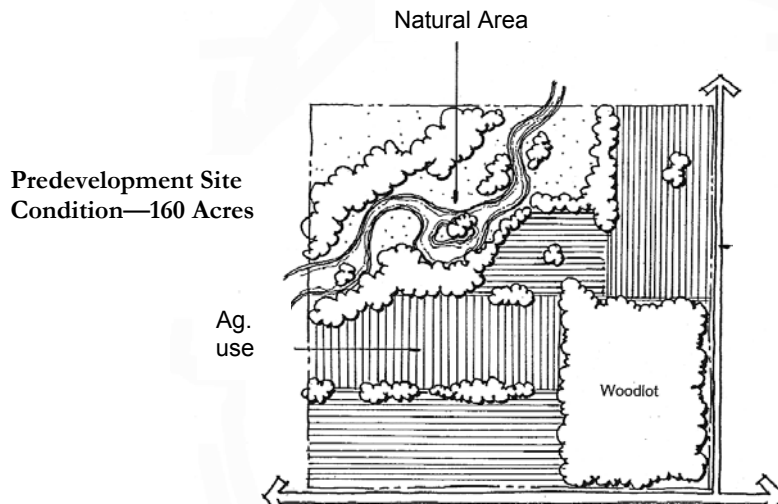 Natural Area
Predevelopment Site
Condition—160 Acres
Ag.
use
Woodlot